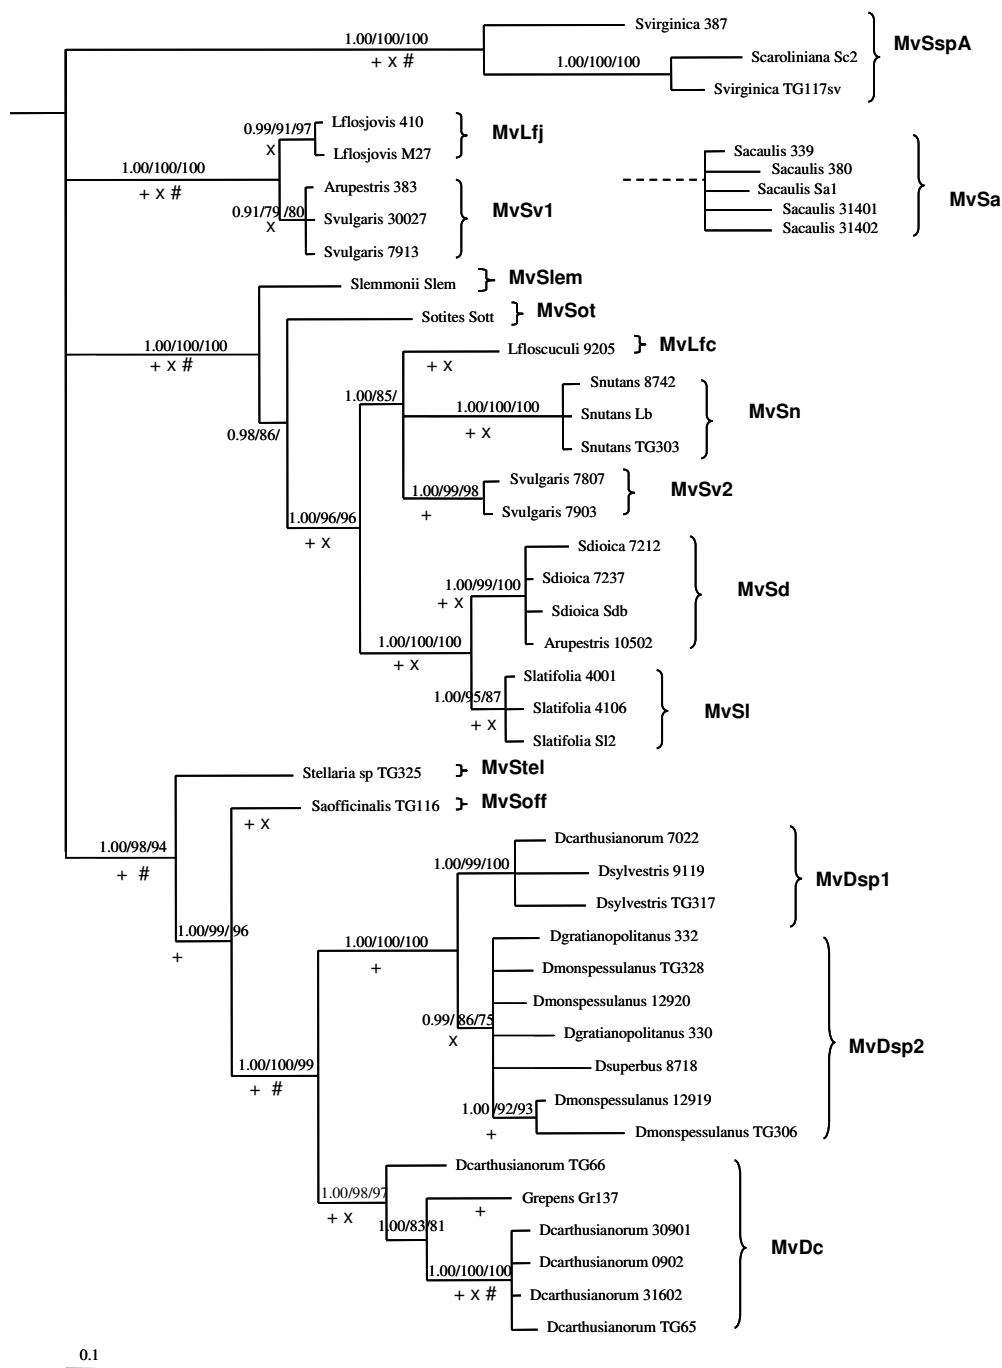 Svirginica 387
1.00/100/100
+ x #
MvSspA
1.00/100/100
Scaroliniana Sc2
Svirginica TG117sv
Lflosjovis 410
0.99/91/97
x
MvLfj
Lflosjovis M27
Sacaulis 339
Sacaulis 380
Sacaulis Sa1
Sacaulis 31401
Sacaulis 31402
MvSa
1.00/100/100
+ x #
Arupestris 383
0.91/79/80
x
Svulgaris 30027
MvSv1
Svulgaris 7913
Slemmonii Slem
MvSlem
Sotites Sott
MvSot
1.00/100/100
+ x #
Lfloscuculi 9205
MvLfc
+ x
Snutans 8742
1.00/85/
1.00/100/100
+ x
Snutans Lb
MvSn
0.98/86/
Snutans TG303
Svulgaris 7807
1.00/99/98
+
MvSv2
Svulgaris 7903
1.00/96/96
+ x
Sdioica 7212
Sdioica 7237
1.00/99/100
+ x
MvSd
Sdioica Sdb
Arupestris 10502
1.00/100/100
+ x
Slatifolia 4001
1.00/95/87
+ x
Slatifolia 4106
MvSl
Slatifolia Sl2
Stellaria sp TG325
MvStel
Saofficinalis TG116
MvSoff
+ x
Dcarthusianorum 7022
1.00/98/94
+ #
1.00/99/100
Dsylvestris 9119
MvDsp1
Dsylvestris TG317
1.00/99/96
+
Dgratianopolitanus 332
1.00/100/100
+
Dmonspessulanus TG328
Dmonspessulanus 12920
0.99/86/75
x
Dgratianopolitanus 330
MvDsp2
Dsuperbus 8718
1.00/100/99
+ #
Dmonspessulanus 12919
1.00/92/93
+
Dmonspessulanus TG306
Dcarthusianorum TG66
1.00/98/97
+ x
Grepens Gr137
+
1.00/83/81
Dcarthusianorum 30901
MvDc
Dcarthusianorum 0902
1.00/100/100
+ x #
Dcarthusianorum 31602
Dcarthusianorum TG65
0.1